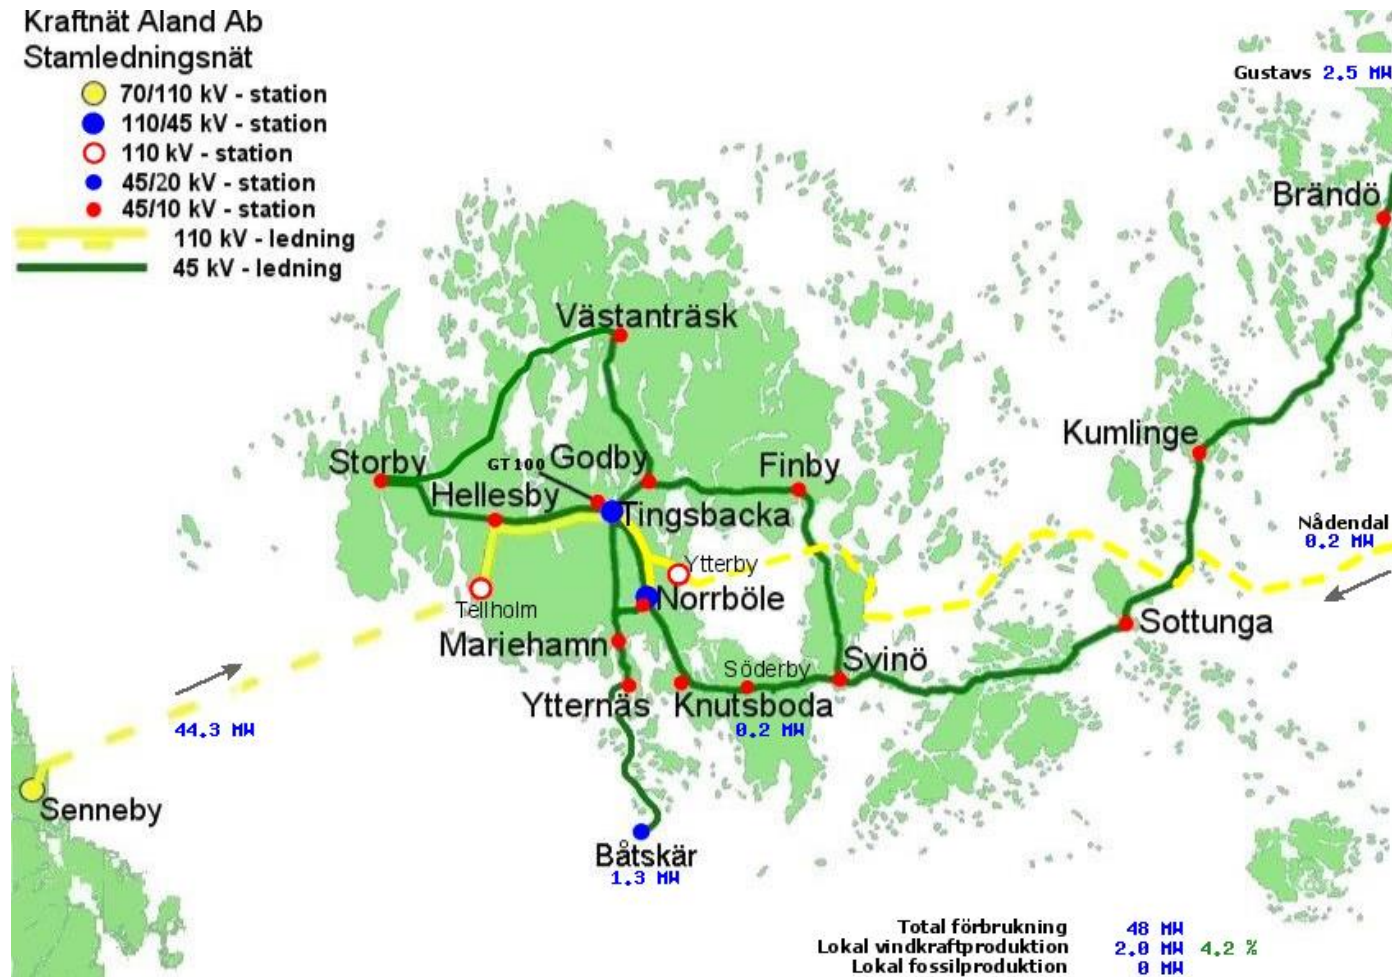 Kraftnät Aland Ab
Stamledningsnät
70/110 kV - station
110/45 kV - station
110 kV - station
45/20 kV - station
45/10 kV - station
110 kV - ledning
45 kV - ledning
Gustavs 2.5 MW
Brändö
Västanträsk
Kumlinge
Storby
GT100
Godby
Finby
Hellesby
Tingsbacka
Nådendal
0.2 MW
Ytterby
Tellholm
Norrböle
Sottunga
Mariehamn
Söderby
Svinö
Ytternäs
Knutsboda
44.3 MW
0.2 MW
Senneby
Båtskär
1.3 MW
Total förbrukning 48 MW
Lokal vindkraftproduktion 2.0 MW 4.2 %
Lokal fossilproduktion 0 MW